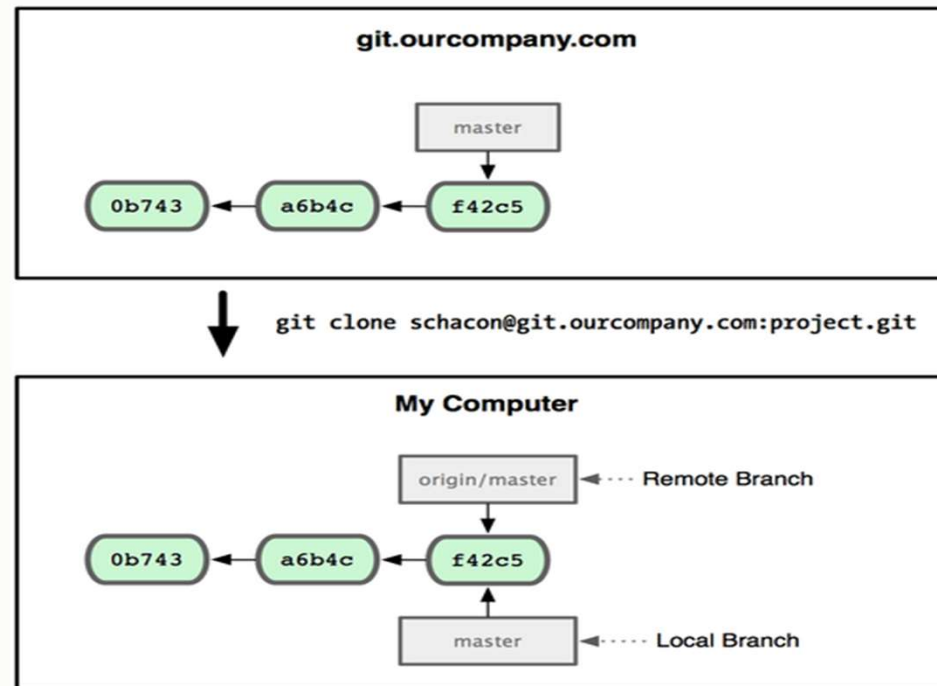 git.ourcompany.com
master
0b743 a6b4c f42c5
git clone schacon@git.ourcompany.com:project.git
My Computer
origin/master Remote Branch
0b743 a6b4c f42c5
master Local Branch